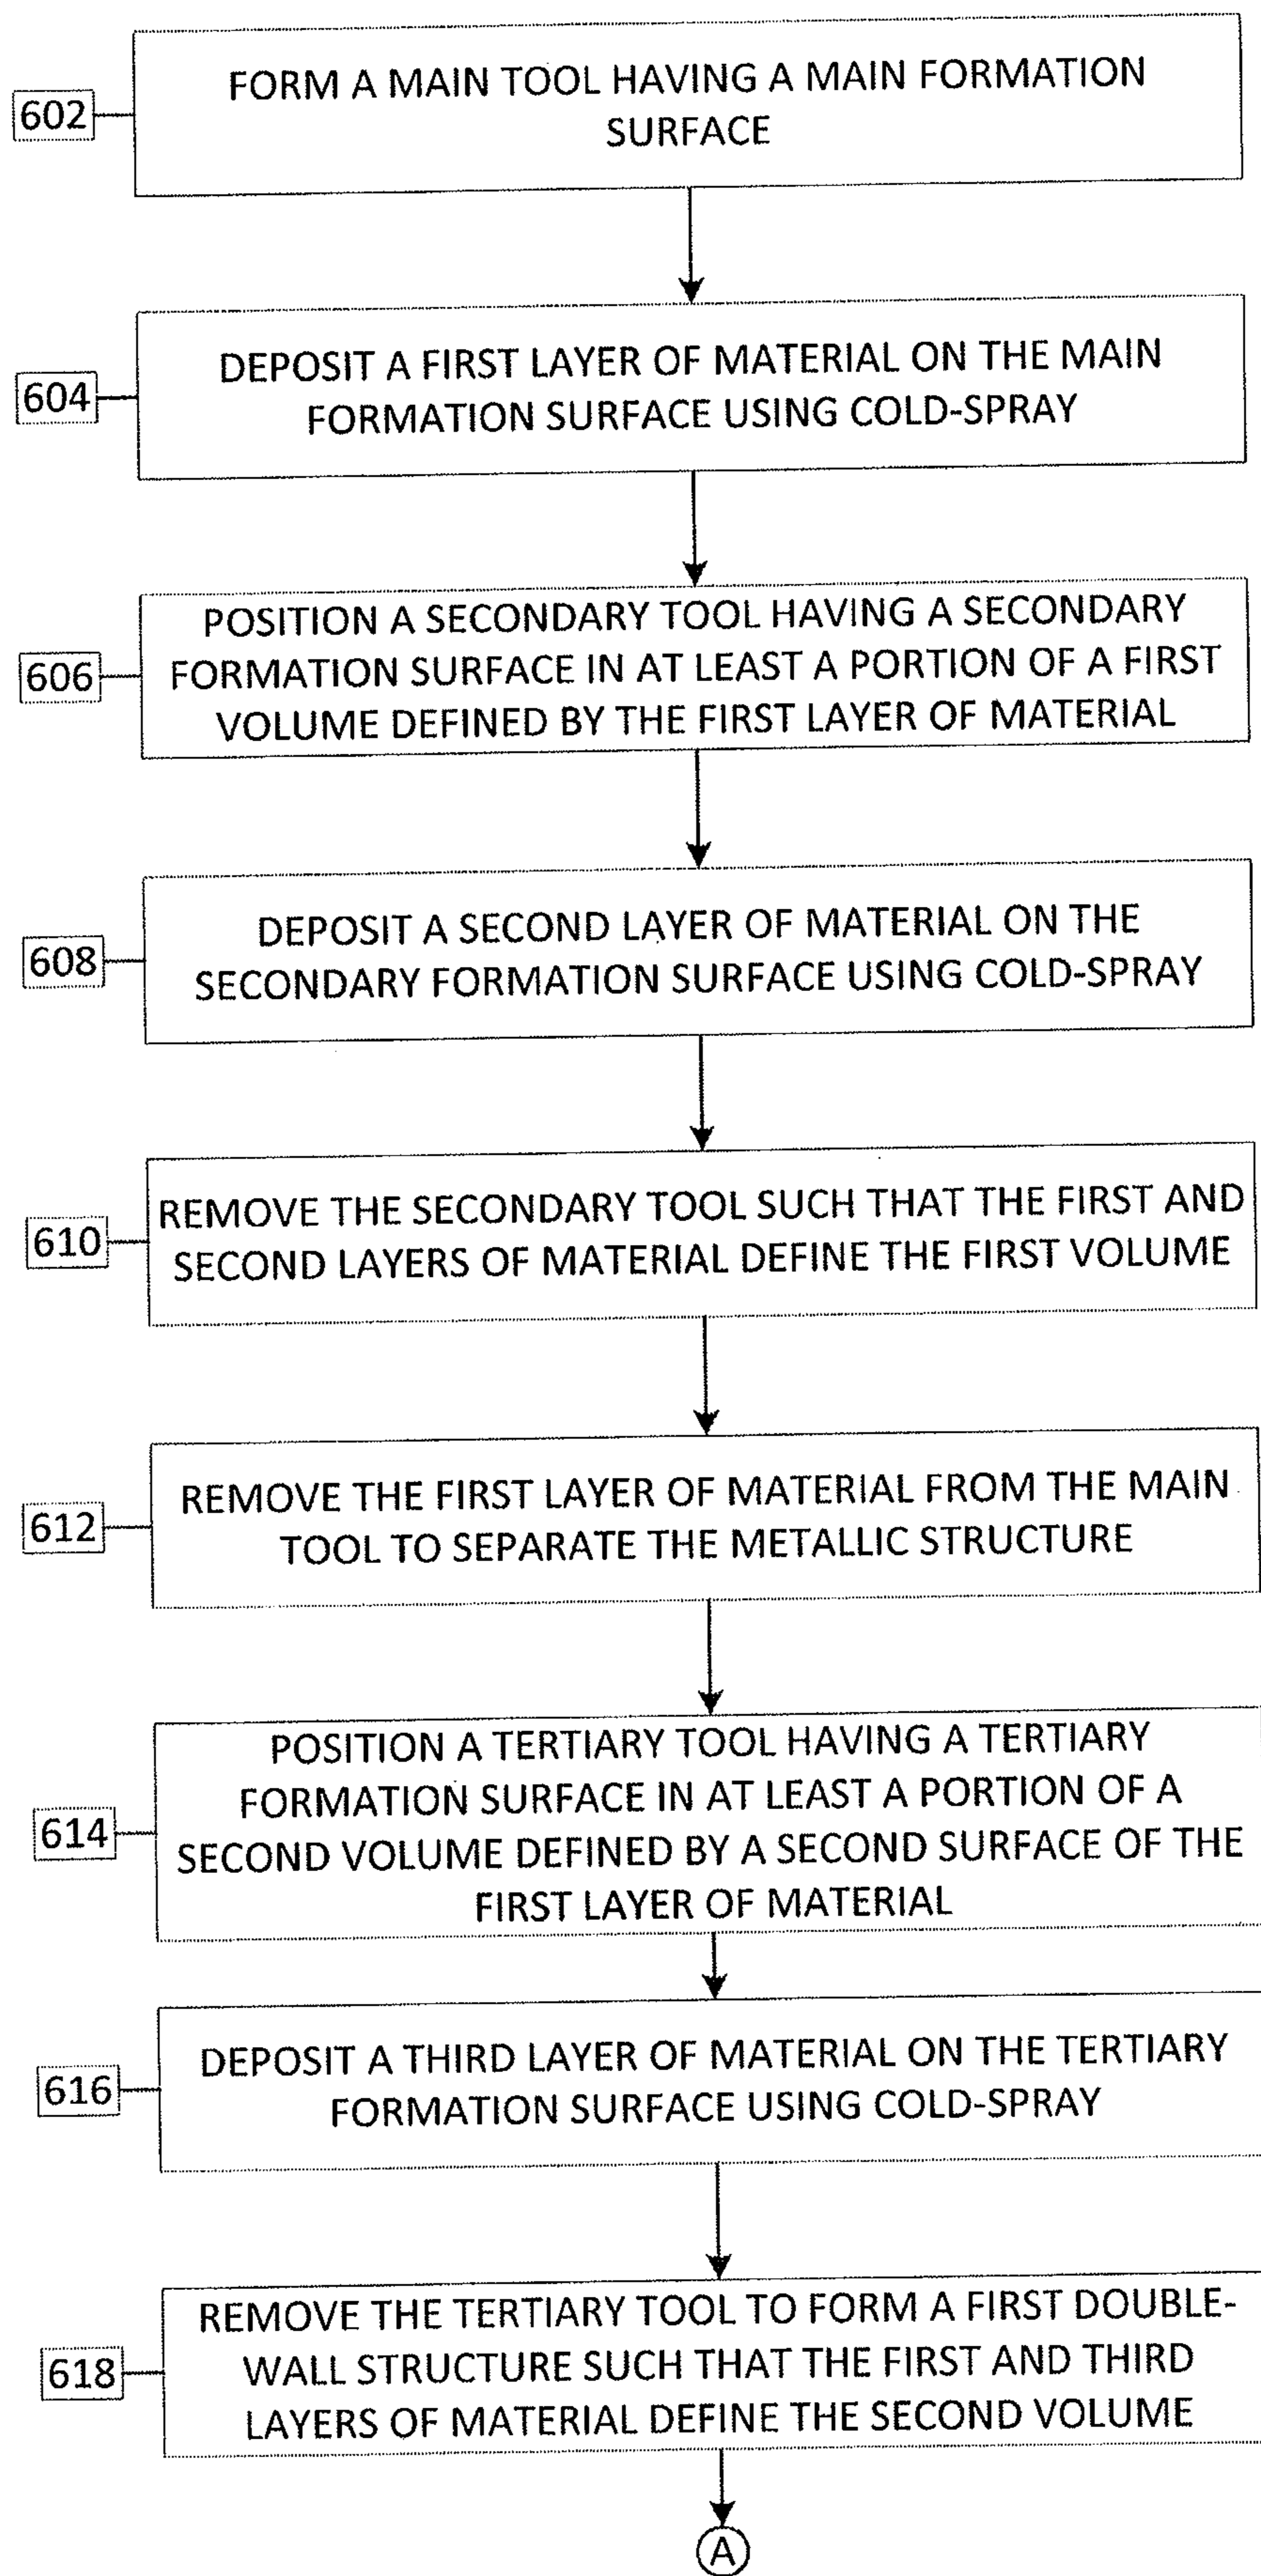 602
FORM A MAIN TOOL HAVING A MAIN FORMATION
SURFACE
604
DEPOSIT A FIRST LAYER OF MATERIAL ON THE MAIN
FORMATION SURFACE USING COLD-SPRAY
606
POSITION A SECONDARY TOOL HAVING A SECONDARY
FORMATION SURFACE IN AT LEAST A PORTION OF A FIRST
VOLUME DEFINED BY THE FIRST LAYER OF MATERIAL
608
DEPOSIT A SECOND LAYER OF MATERIAL ON THE
SECONDARY FORMATION SURFACE USING COLD-SPRAY
610
REMOVE THE SECONDARY TOOL SUCH THAT THE FIRST AND
SECOND LAYERS OF MATERIAL DEFINE THE FIRST VOLUME
612
REMOVE THE FIRST LAYER OF MATERIAL FROM THE MAIN
TOOL TO SEPARATE THE METALLIC STRUCTURE
614
POSITION A TERTIARY TOOL HAVING A TERTIARY
FORMATION SURFACE IN AT LEAST A PORTION OF A
SECOND VOLUME DEFINED BY A SECOND SURFACE OF THE
FIRST LAYER OF MATERIAL
616
DEPOSIT A THIRD LAYER OF MATERIAL ON THE TERTIARY
FORMATION SURFACE USING COLD-SPRAY
618
REMOVE THE TERTIARY TOOL TO FORM A FIRST DOUBLE-
WALL STRUCTURE SUCH THAT THE FIRST AND THIRD
LAYERS OF MATERIAL DEFINE THE SECOND VOLUME
A